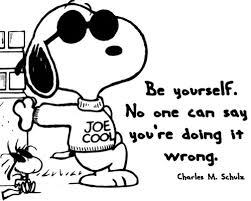 JOE
COOL
Be yourself.
No one can say
you're doing it
wrong.
Charles M. Schulz